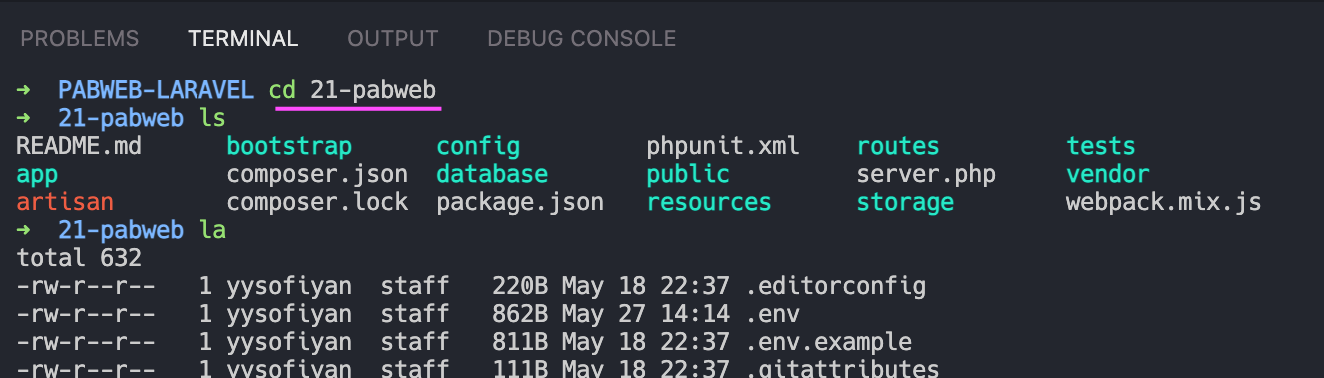 PROBLEMS TERMINAL OUTPUT DEBUG CONSOLE
➜ PABWEB-LARAVEL cd 21-pabweb
➜ 21-pabweb ls
README.md bootstrap config phpunit.xml routes tests
app composer.json database public server.php vendor
artisan composer.lock package.json resources storage webpack.mix.js
➜ 21-pabweb la
total 632
-rw-r--r-- 1 yysofiyan staff 220B May 18 22:37 .editorconfig
-rw-r--r-- 1 yysofiyan staff 862B May 27 14:14 .env
-rw-r--r-- 1 yysofiyan staff 811B May 18 22:37 .env.example
-rw-r--r-- 1 yysofiyan staff 111B May 18 22:37 .gitattributes